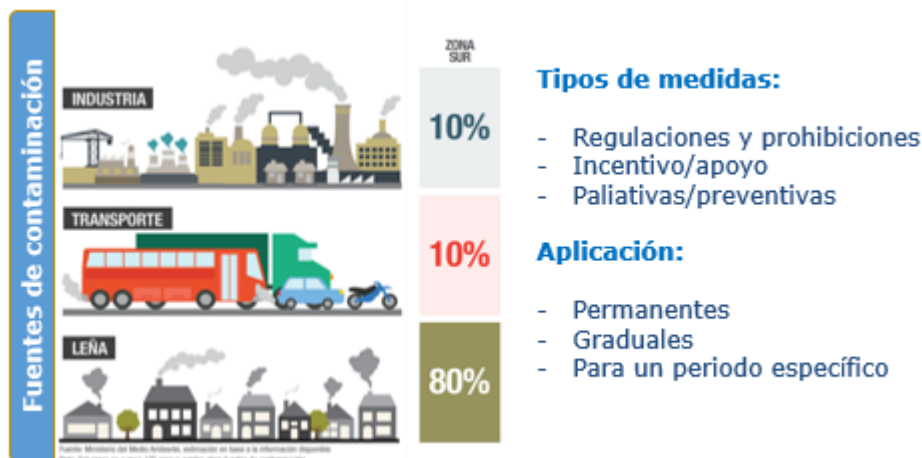 Fuentes de contaminación
ZONA
SUR
INDUSTRIA
10%
TRANSPORTE
10%
LEÑA
80%
Fuente: Ministerio del Medio Ambiente, estimación en base a la información disponible
Tipos de medidas:
- Regulaciones y prohibiciones
- Incentivo/apoyo
- Paliativas/preventivas
Aplicación:
- Permanentes
- Graduales
- Para un periodo específico